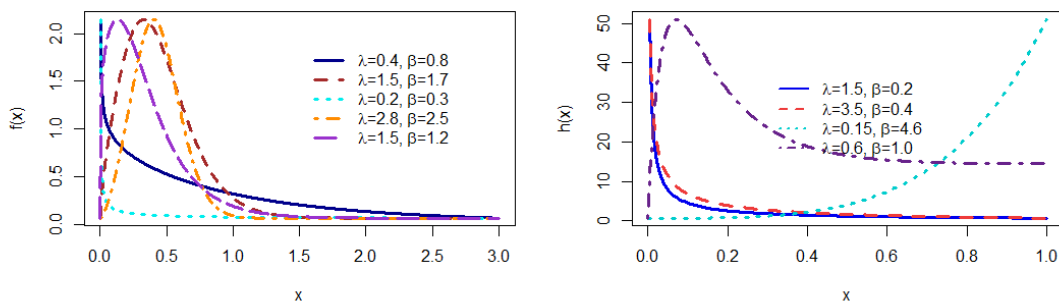 f(x)
2.0
1.5
1.0
0.5
0.0
λ=0.4, β=0.8
λ=1.5, β=1.7
λ=0.2, β=0.3
λ=2.8, β=2.5
λ=1.5, β=1.2
0.0 0.5 1.0 1.5 2.0 2.5 3.0
x
h(x)
50
40
30
20
10
0
λ=1.5, β=0.2
λ=3.5, β=0.4
λ=0.15, β=4.6
λ=0.6, β=1.0
0.0 0.2 0.4 0.6 0.8 1.0
x